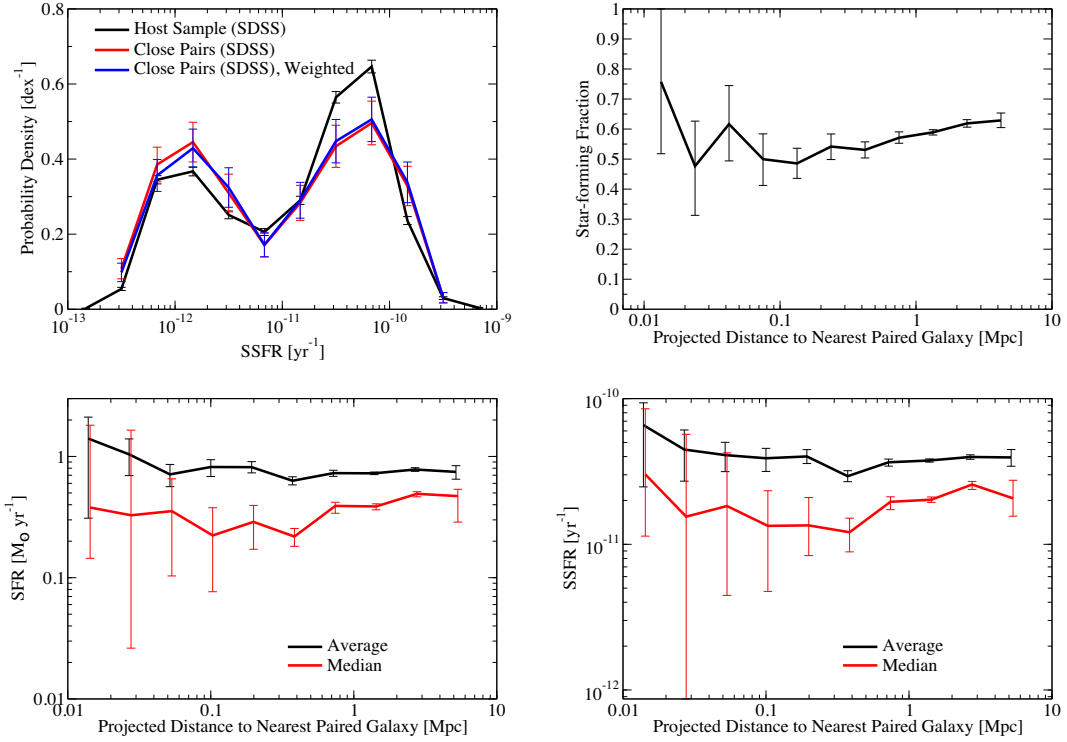 Host Sample (SDSS)
Close Pairs (SDSS)
Close Pairs (SDSS), Weighted
Probability Density [dex⁻¹]
0.8
0.6
0.4
0.2
0
10⁻¹³ 10⁻¹² 10⁻¹¹ 10⁻¹⁰ 10⁻⁹
SSFR [yr⁻¹]
Star-forming Fraction
1
0.9
0.8
0.7
0.6
0.5
0.4
0.3
0.2
0.1
0
0.01 0.1 1 10
Projected Distance to Nearest Paired Galaxy [Mpc]
SFR [M⊙ yr⁻¹]
1
0.1
0.01
Average
Median
0.01 0.1 1 10
Projected Distance to Nearest Paired Galaxy [Mpc]
SSFR [yr⁻¹]
10⁻¹⁰
10⁻¹¹
10⁻¹²
Average
Median
0.01 0.1 1 10
Projected Distance to Nearest Paired Galaxy [Mpc]